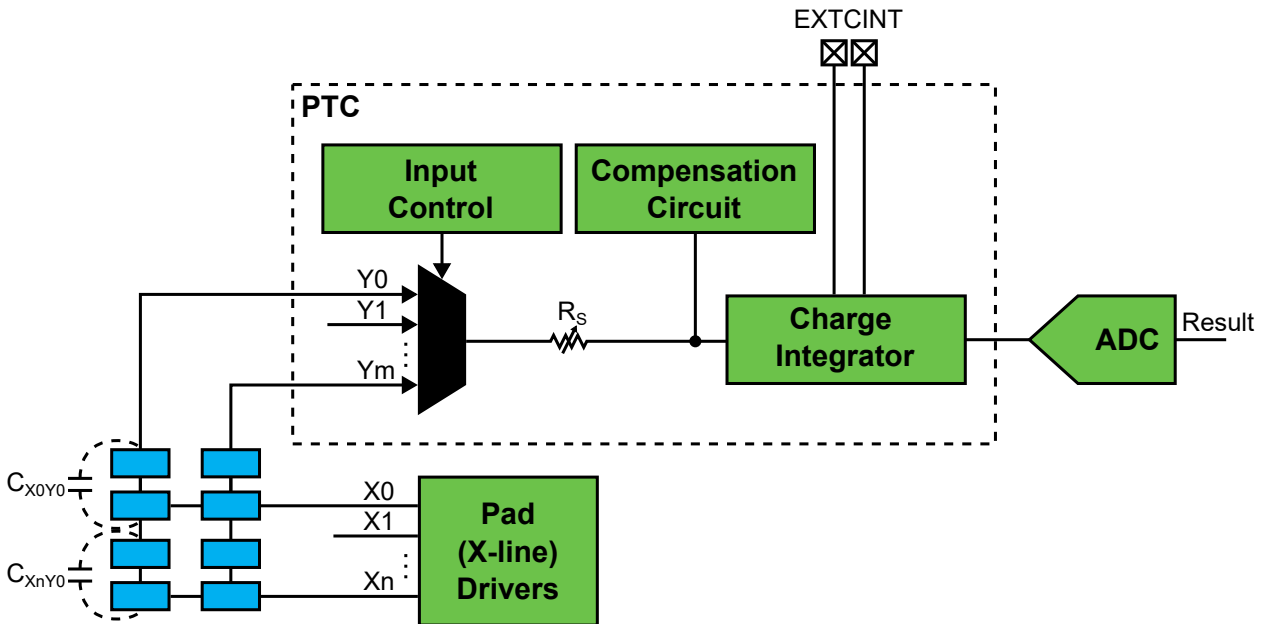 EXTCINT
PTC
Input
Control
Compensation
Circuit
Y0
Y1
Ym
RS
Charge
Integrator
ADC
Result
CX0Y0
CXnY0
X0
X1
Xn
Pad
(X-line)
Drivers